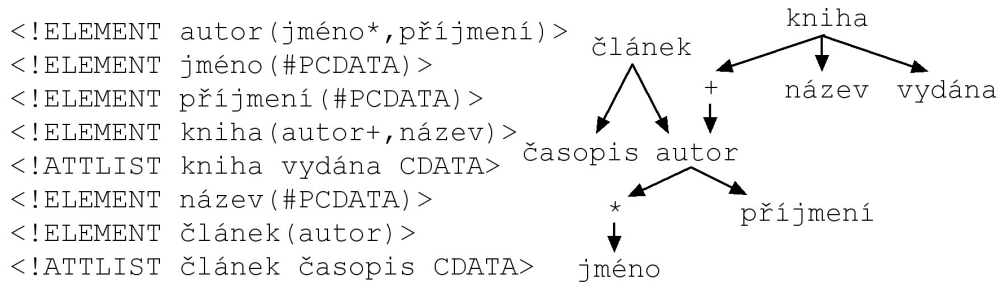 <!ELEMENT autor(jméno*,příjmení)>
<!ELEMENT jméno(#PCDATA)>
<!ELEMENT příjmení(#PCDATA)>
<!ELEMENT kniha(autor+,název)>
<!ATTLIST kniha vydána CDATA>
<!ELEMENT název(#PCDATA)>
<!ELEMENT článek(autor)>
<!ATTLIST článek časopis CDATA>
kniha
článek
+ název vydána
časopis autor
* příjmení
jméno